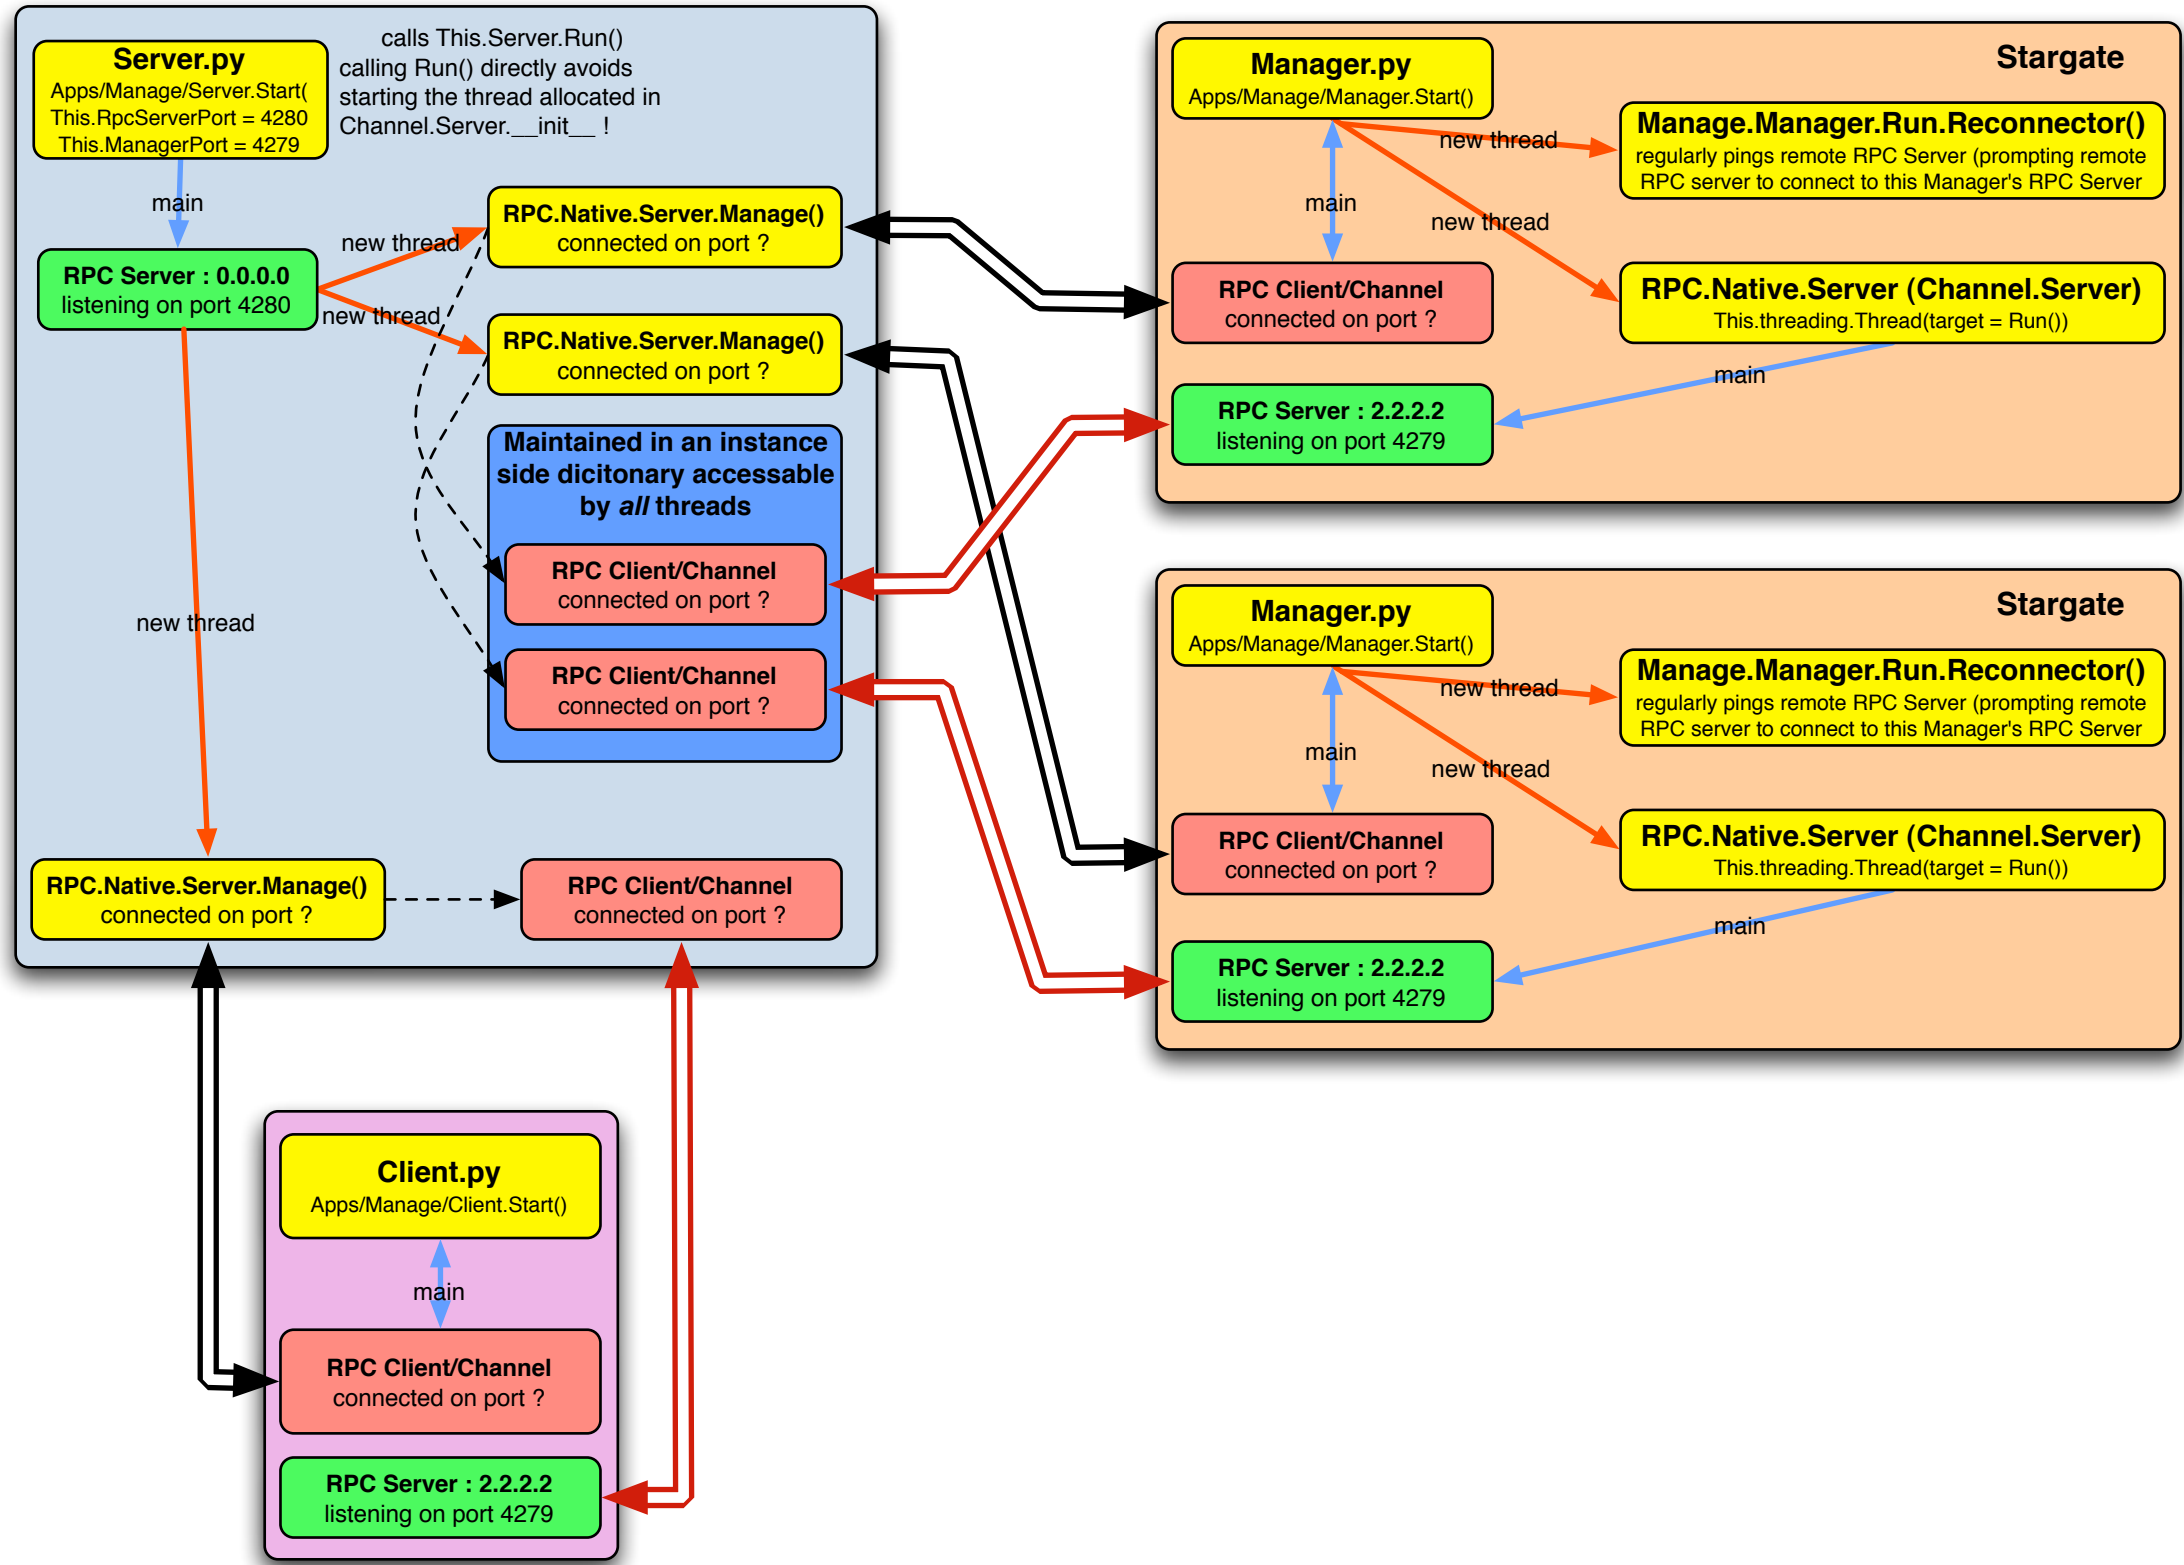 Server.py
Apps/Manage/Server.Start(
This.RpcServerPort = 4280
This.ManagerPort = 4279
calls This.Server.Run()
calling Run() directly avoids
starting the thread allocated in
Channel.Server.__init__ !
main
RPC Server : 0.0.0.0
listening on port 4280
new thread
new thread
new thread
RPC.Native.Server.Manage()
connected on port ?
RPC.Native.Server.Manage()
connected on port ?
Maintained in an instance
side dicitonary accessable
by all threads
RPC Client/Channel
connected on port ?
RPC Client/Channel
connected on port ?
RPC.Native.Server.Manage()
connected on port ?
RPC Client/Channel
connected on port ?
Stargate
Manager.py
Apps/Manage/Manager.Start()
new thread
Manage.Manager.Run.Reconnector()
regularly pings remote RPC Server (prompting remote
RPC server to connect to this Manager's RPC Server
main
new thread
RPC Client/Channel
connected on port ?
RPC.Native.Server (Channel.Server)
This.threading.Thread(target = Run())
main
RPC Server : 2.2.2.2
listening on port 4279
Stargate
Manager.py
Apps/Manage/Manager.Start()
new thread
Manage.Manager.Run.Reconnector()
regularly pings remote RPC Server (prompting remote
RPC server to connect to this Manager's RPC Server
main
new thread
RPC Client/Channel
connected on port ?
RPC.Native.Server (Channel.Server)
This.threading.Thread(target = Run())
main
RPC Server : 2.2.2.2
listening on port 4279
Client.py
Apps/Manage/Client.Start()
main
RPC Client/Channel
connected on port ?
RPC Server : 2.2.2.2
listening on port 4279